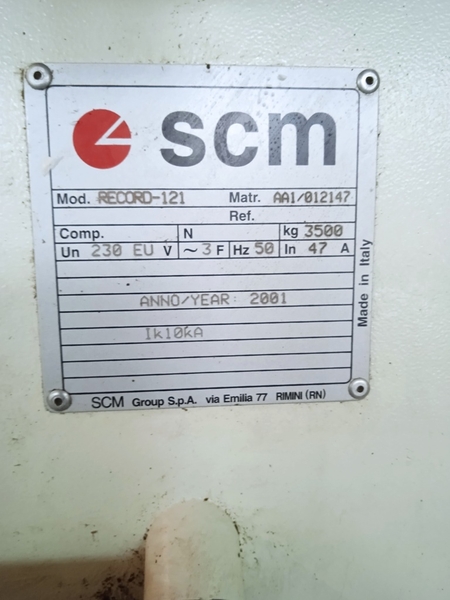 scm
Mod. RECORD-121 Matr. AA1/012147
Ref.
Comp. N kg 3500
Un 230 EU V ~ 3 F Hz 50 In 47 A
ANNO/YEAR: 2001
Ik10kA
Made in Italy
SCM Group S.p.A. via Emilia 77 RIMINI (RN)